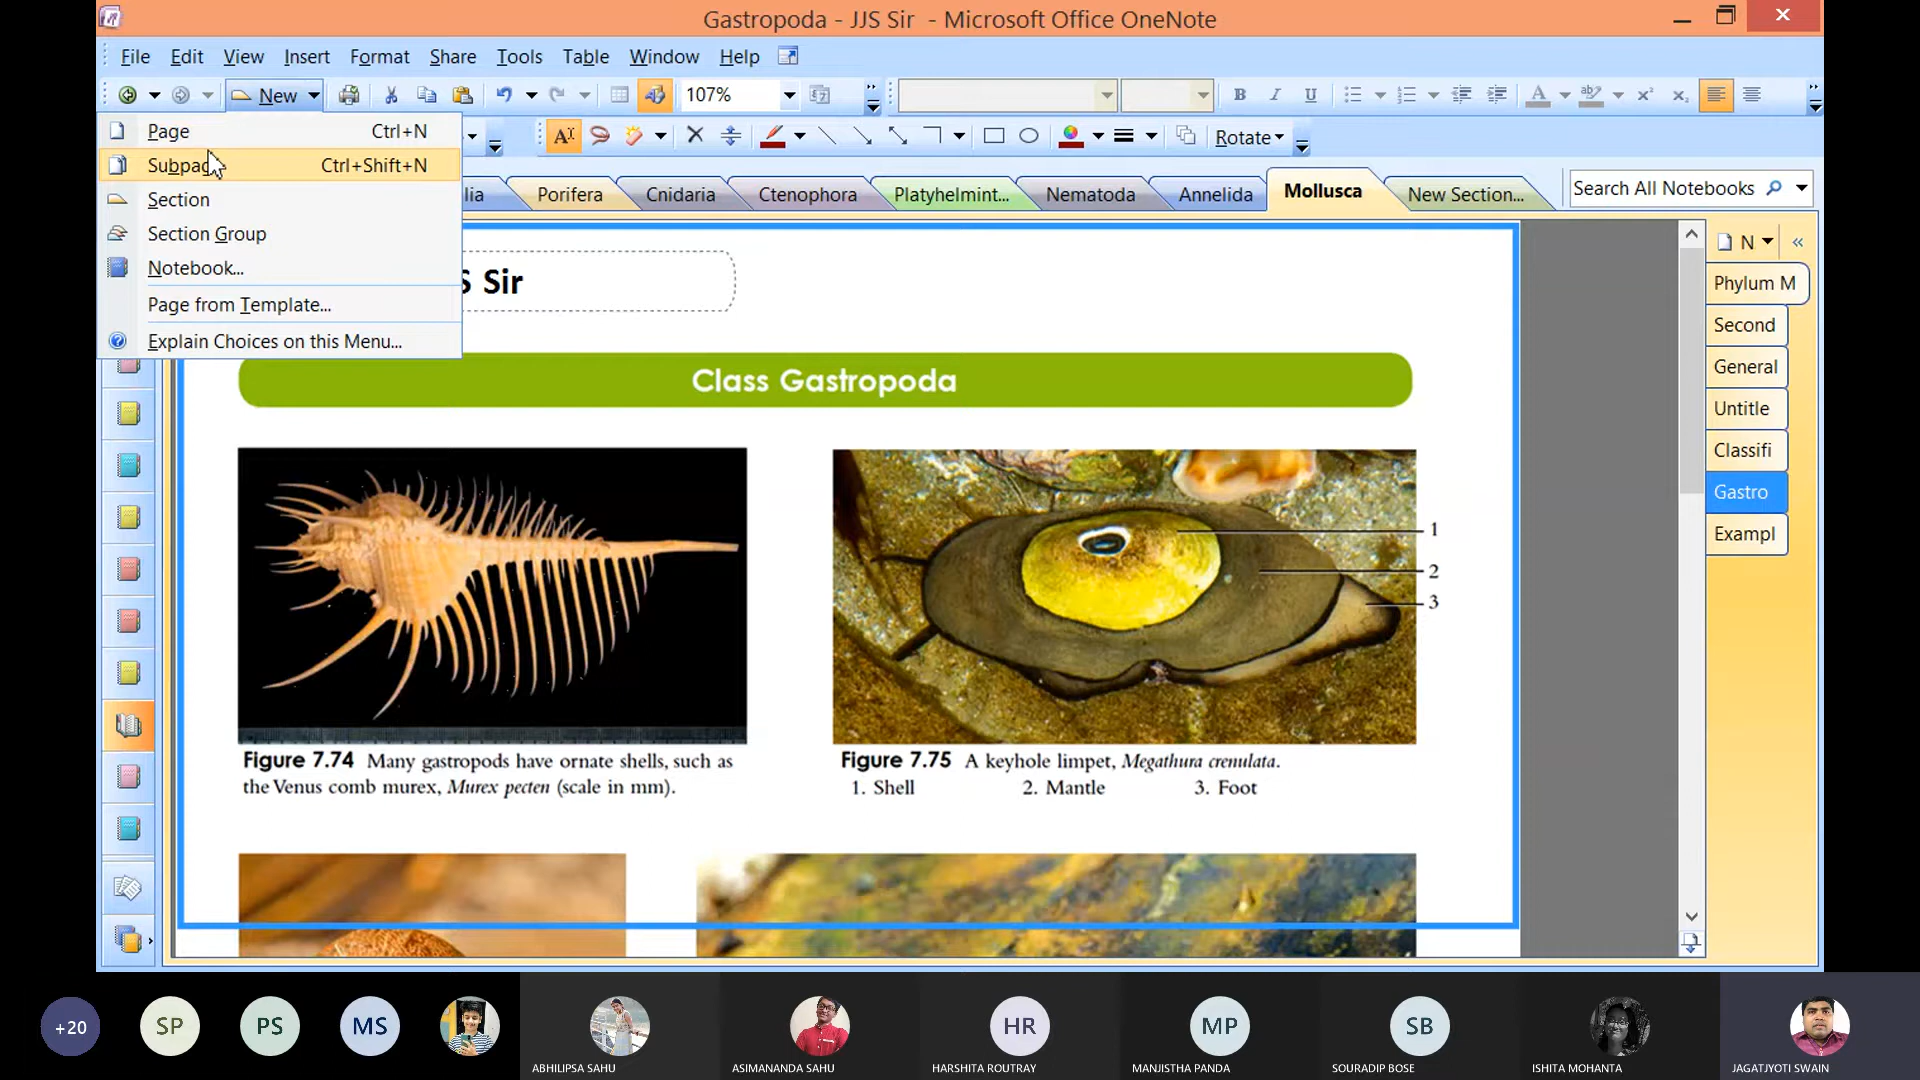 Gastropoda - JJS Sir - Microsoft Office OneNote
File Edit View Insert Format Share Tools Table Window Help
New 107% B I U A ab x² x₂
Page Ctrl+N
A Rotate
Subpag Ctrl+Shift+N
lia Porifera Cnidaria Ctenophora Platyhelmint... Nematoda Annelida Mollusca New Section... Search All Notebooks
Section
Section Group
Notebook...
Page from Template...
Explain Choices on this Menu...
N «
Phylum M
Second
General
Untitle
Classifi
Gastro
Exampl
S Sir
Class Gastropoda
1
2
3
Figure 7.74 Many gastropods have ornate shells, such as
the Venus comb murex, Murex pecten (scale in mm).
Figure 7.75 A keyhole limpet, Megathura crenulata.
1. Shell 2. Mantle 3. Foot
+20 SP PS MS HR MP SB
ABHILIPSA SAHU ASIMANANDA SAHU HARSHITA ROUTRAY MANJISTHA PANDA SOURADIP BOSE ISHITA MOHANTA JAGATJYOTI SWAIN